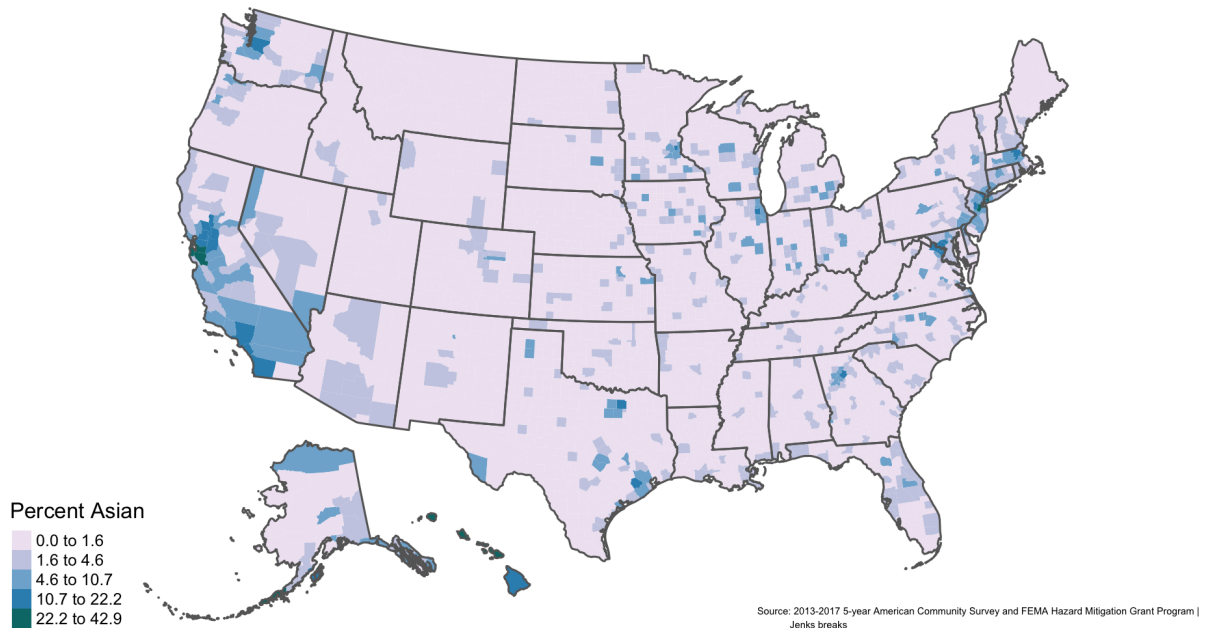 Percent Asian
0.0 to 1.6
1.6 to 4.6
4.6 to 10.7
10.7 to 22.2
22.2 to 42.9
Source: 2013-2017 5-year American Community Survey and FEMA Hazard Mitigation Grant Program |
Jenks breaks